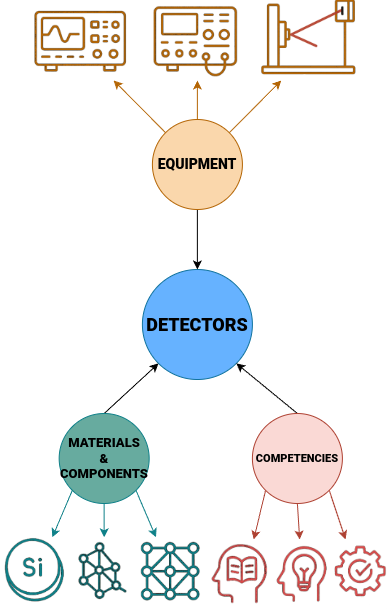 EQUIPMENT
DETECTORS
MATERIALS
&
COMPONENTS
COMPETENCIES
Si